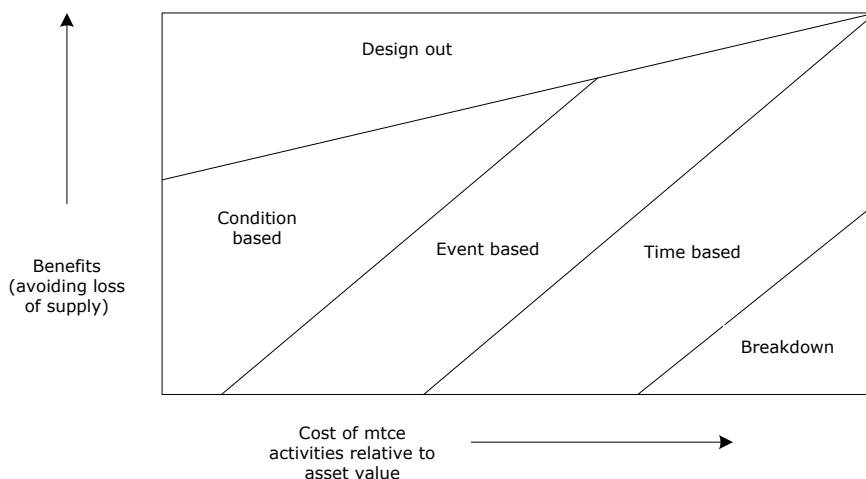 Design out
Condition
based
Event based
Time based
Benefits
(avoiding loss
of supply)
Breakdown
Cost of mtce
activities relative to
asset value